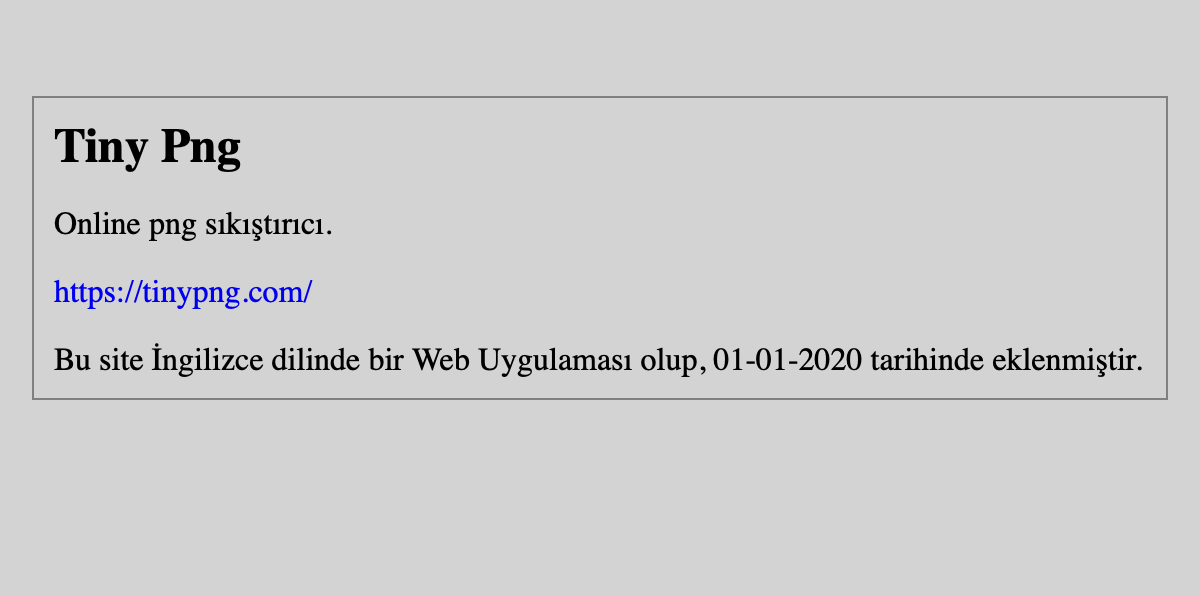 Tiny Png
Online png sıkıştırıcı.
https://tinypng.com/
Bu site İngilizce dilinde bir Web Uygulaması olup, 01-01-2020 tarihinde eklenmiştir.